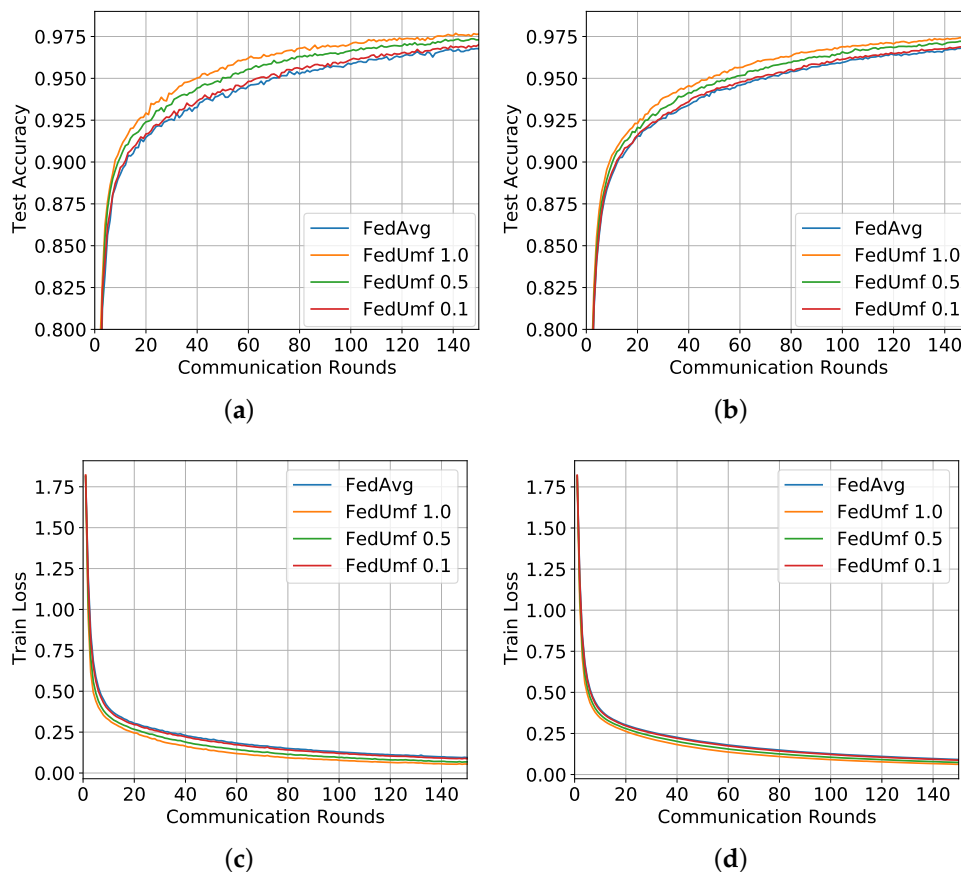 0.975
0.950
0.925
0.900
0.875
0.850
0.825
0.800
Test Accuracy
FedAvg
FedUmf 1.0
FedUmf 0.5
FedUmf 0.1
0 20 40 60 80 100 120 140
Communication Rounds
(a)
0.975
0.950
0.925
0.900
0.875
0.850
0.825
0.800
Test Accuracy
FedAvg
FedUmf 1.0
FedUmf 0.5
FedUmf 0.1
0 20 40 60 80 100 120 140
Communication Rounds
(b)
1.75
1.50
1.25
1.00
0.75
0.50
0.25
0.00
Train Loss
FedAvg
FedUmf 1.0
FedUmf 0.5
FedUmf 0.1
0 20 40 60 80 100 120 140
Communication Rounds
(c)
1.75
1.50
1.25
1.00
0.75
0.50
0.25
0.00
Train Loss
FedAvg
FedUmf 1.0
FedUmf 0.5
FedUmf 0.1
0 20 40 60 80 100 120 140
Communication Rounds
(d)